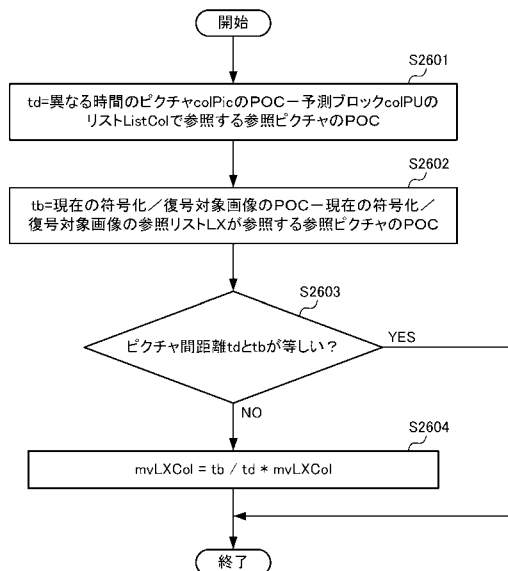 開始
S2601
td=異なる時間のピクチャcolPicのPOC－予測ブロックcolPUの
リストListColで参照する参照ピクチャのPOC
S2602
tb=現在の符号化／復号対象画像のPOC－現在の符号化／
復号対象画像の参照リストLXが参照する参照ピクチャのPOC
S2603
ピクチャ間距離tdとtbが等しい？
YES
NO
S2604
mvLXCol = tb / td * mvLXCol
終了